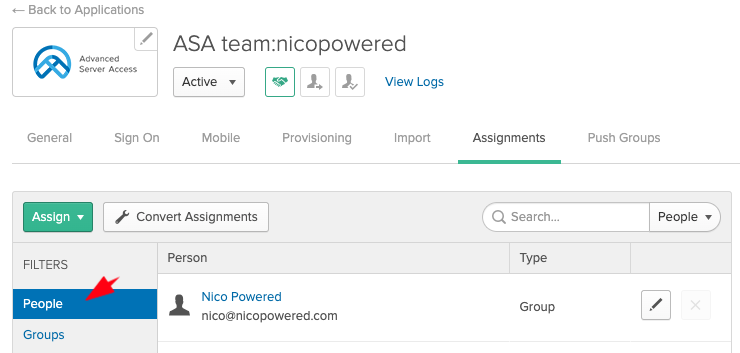 ← Back to Applications
Advanced
Server Access
ASA team:nicopowered
Active
View Logs
General Sign On Mobile Provisioning Import Assignments Push Groups
Assign Convert Assignments Search... People
FILTERS Person Type
People
Nico Powered
nico@nicopowered.com
Group
Groups